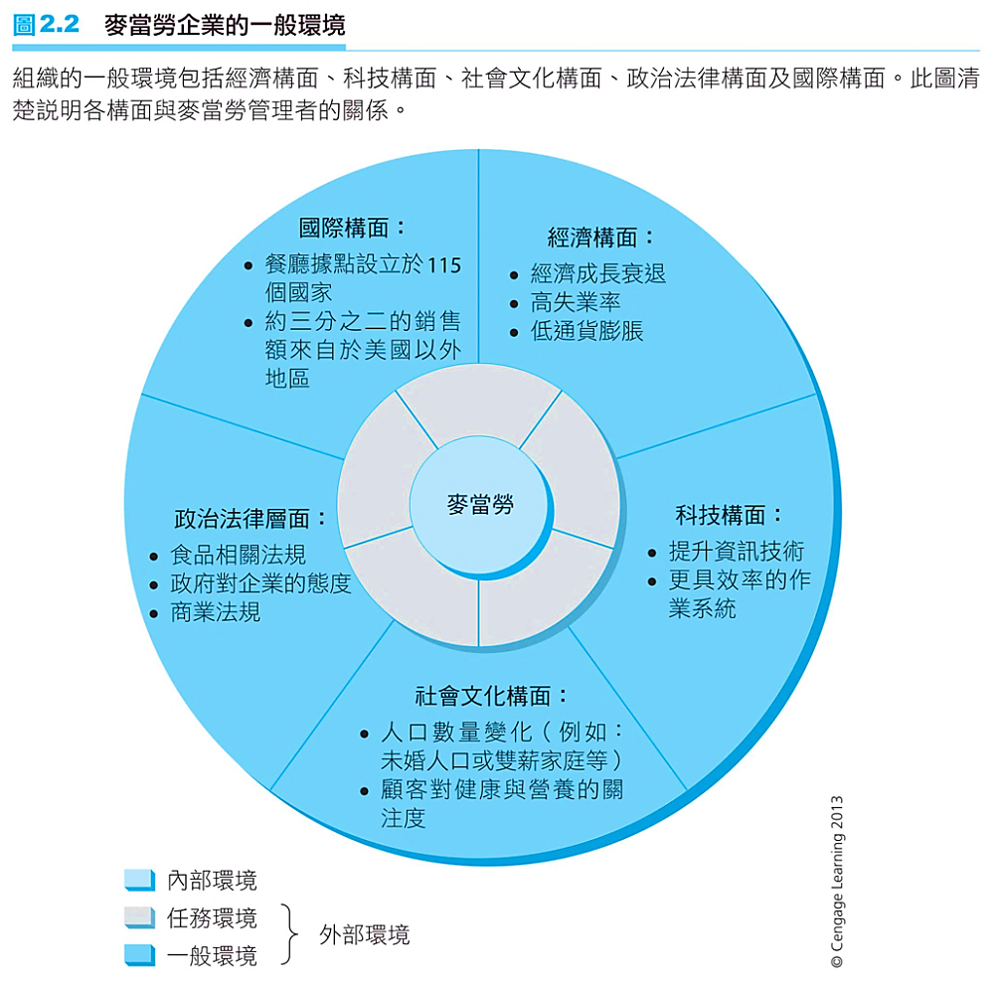 圖2.2 麥當勞企業的一般環境
組織的一般環境包括經濟構面、科技構面、社會文化構面、政治法律構面及國際構面。此圖清
楚説明各構面與麥當勞管理者的關係。
國際構面：
• 餐廳據點設立於115
個國家
• 約三分之二的銷售
額來自於美國以外
地區
經濟構面：
• 經濟成長衰退
• 高失業率
• 低通貨膨脹
麥當勞
政治法律層面：
• 食品相關法規
• 政府對企業的態度
• 商業法規
科技構面：
• 提升資訊技術
• 更具效率的作
業系統
社會文化構面：
• 人口數量變化（例如：
未婚人口或雙薪家庭等）
• 顧客對健康與營養的關
注度
內部環境
任務環境
一般環境
外部環境
© Cengage Learning 2013